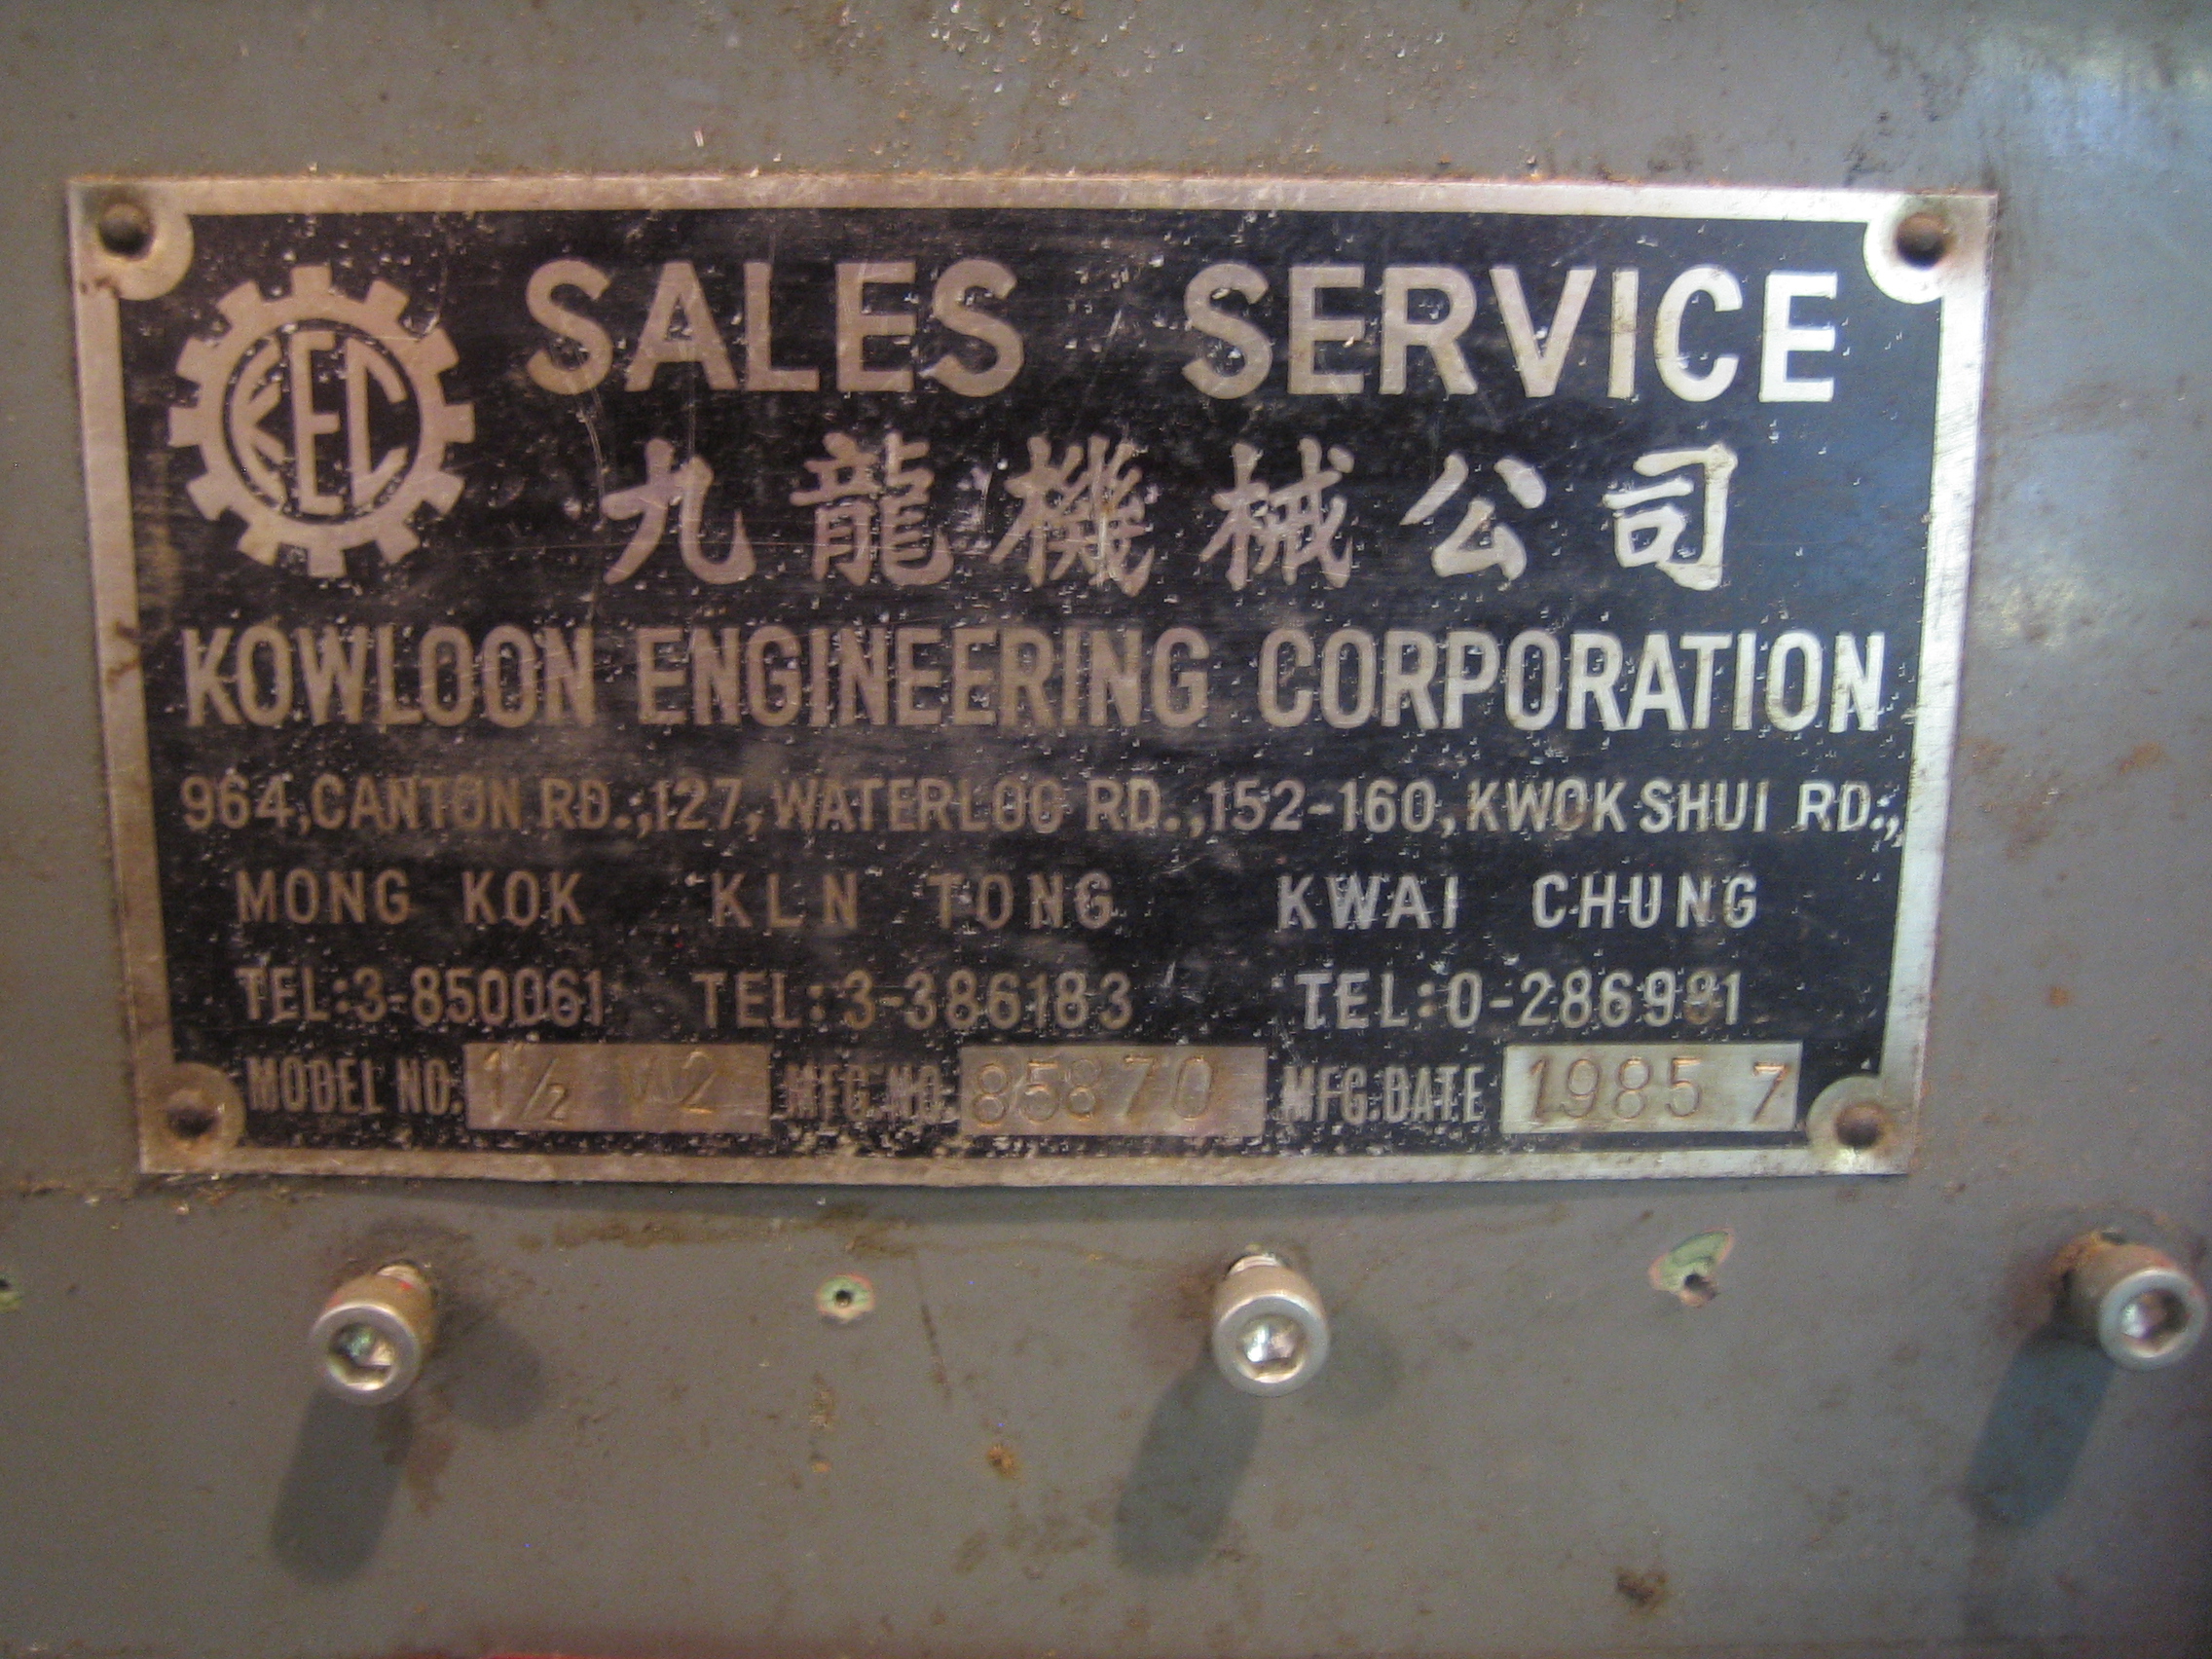 KEC
SALES SERVICE
九龍機械公司
KOWLOON ENGINEERING CORPORATION
964,CANTON RD.,127,WATERLOO RD.,152-160,KWOK SHUI RD.,
MONG KOK KLN TONG KWAI CHUNG
TEL:3-850061 TEL:3-386183 TEL:0-286981
MODEL NO. 1½ W2 MFG.NO. 85870 MFG.DATE 1985 7